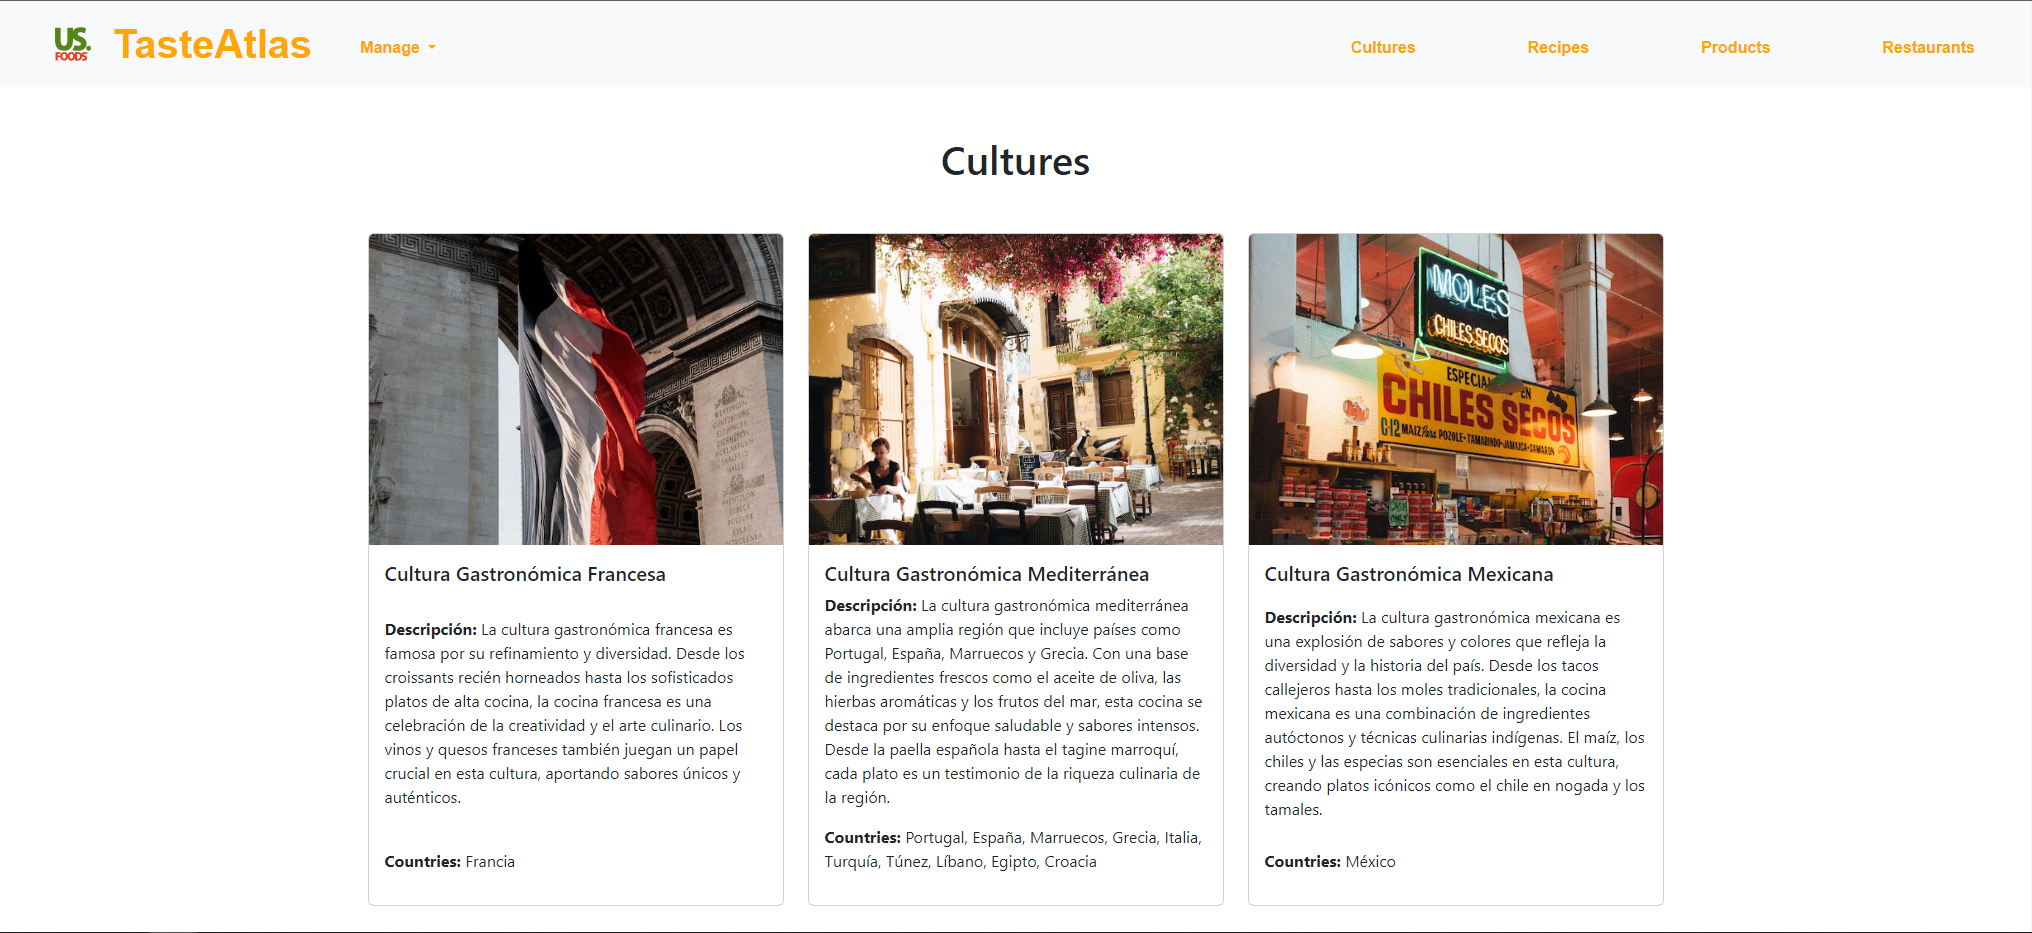 US.
FOODS
TasteAtlas
Manage
Cultures
Recipes
Products
Restaurants
Cultures
MOLES
CHILES SECOS
CHILES SECOS
C-12 MAIZ Para POZOLE-TAMARINDO-JAMAICA-CAMARON
CASH
ONLY
Cultura Gastronómica Francesa
Descripción: La cultura gastronómica francesa es
famosa por su refinamiento y diversidad. Desde los
croissants recién horneados hasta los sofisticados
platos de alta cocina, la cocina francesa es una
celebración de la creatividad y el arte culinario. Los
vinos y quesos franceses también juegan un papel
crucial en esta cultura, aportando sabores únicos y
auténticos.
Countries: Francia
Cultura Gastronómica Mediterránea
Descripción: La cultura gastronómica mediterránea
abarca una amplia región que incluye países como
Portugal, España, Marruecos y Grecia. Con una base
de ingredientes frescos como el aceite de oliva, las
hierbas aromáticas y los frutos del mar, esta cocina se
destaca por su enfoque saludable y sabores intensos.
Desde la paella española hasta el tagine marroquí,
cada plato es un testimonio de la riqueza culinaria de
la región.
Countries: Portugal, España, Marruecos, Grecia, Italia,
Turquía, Túnez, Líbano, Egipto, Croacia
Cultura Gastronómica Mexicana
Descripción: La cultura gastronómica mexicana es
una explosión de sabores y colores que refleja la
diversidad y la historia del país. Desde los tacos
callejeros hasta los moles tradicionales, la cocina
mexicana es una combinación de ingredientes
autóctonos y técnicas culinarias indígenas. El maíz, los
chiles y las especias son esenciales en esta cultura,
creando platos icónicos como el chile en nogada y los
tamales.
Countries: México